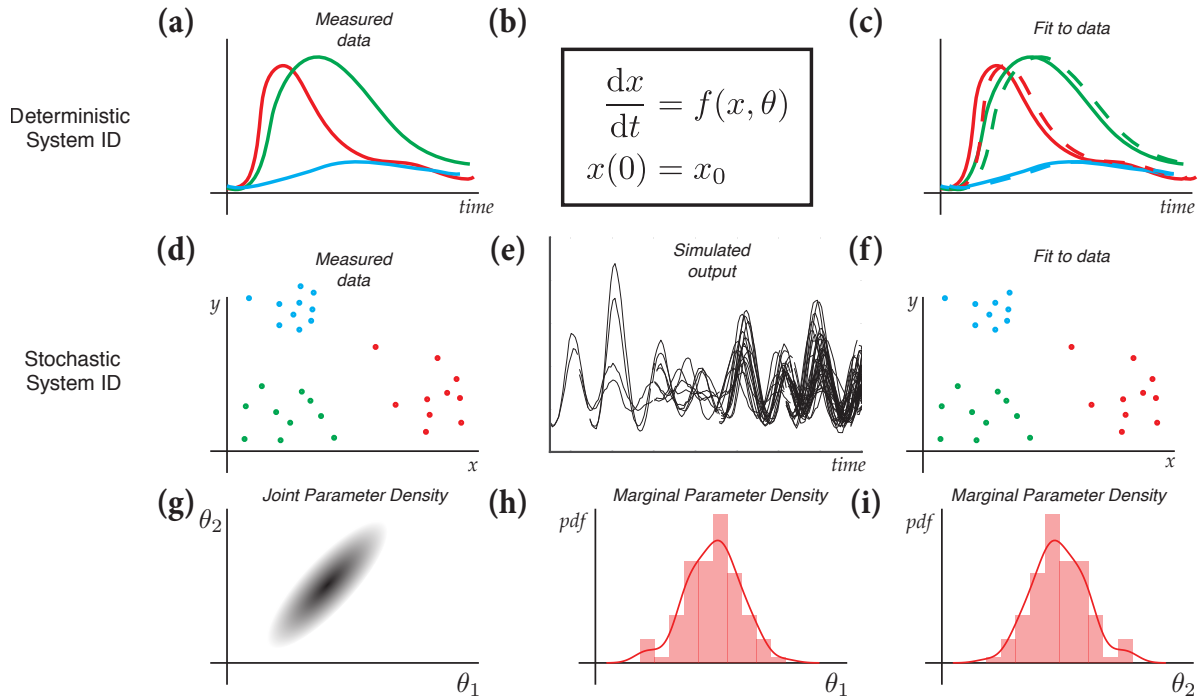 (a)
Measured
data
(b)
(c)
Fit to data
Deterministic
System ID
dx
dt
= f(x, θ)
x(0) = x₀
time
time
(d)
Measured
data
(e)
Simulated
output
(f)
Fit to data
y
y
Stochastic
System ID
x
time
x
(g)
Joint Parameter Density
(h)
Marginal Parameter Density
(i)
Marginal Parameter Density
θ₂
pdf
pdf
θ₁
θ₁
θ₂